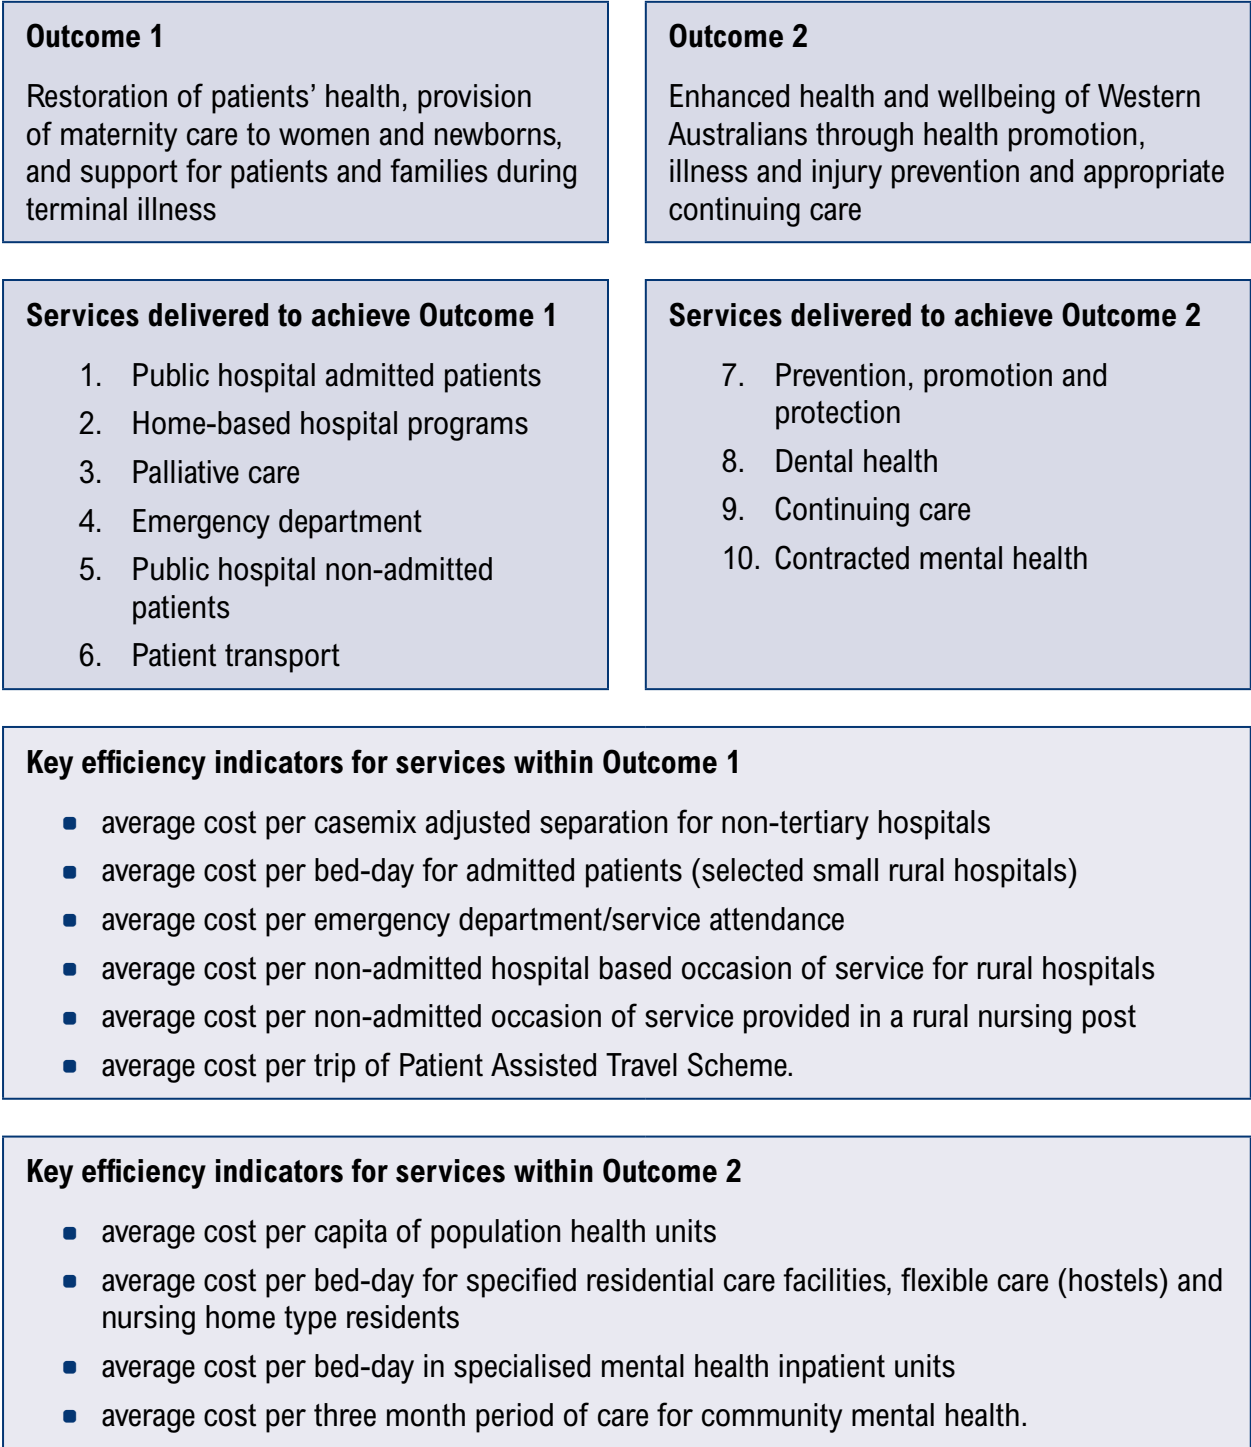 Outcome 1
Restoration of patients’ health, provision
of maternity care to women and newborns,
and support for patients and families during
terminal illness
Outcome 2
Enhanced health and wellbeing of Western
Australians through health promotion,
illness and injury prevention and appropriate
continuing care
Services delivered to achieve Outcome 1
1. Public hospital admitted patients
2. Home-based hospital programs
3. Palliative care
4. Emergency department
5. Public hospital non-admitted
patients
6. Patient transport
Services delivered to achieve Outcome 2
7. Prevention, promotion and
protection
8. Dental health
9. Continuing care
10. Contracted mental health
Key efficiency indicators for services within Outcome 1
▪ average cost per casemix adjusted separation for non-tertiary hospitals
▪ average cost per bed-day for admitted patients (selected small rural hospitals)
▪ average cost per emergency department/service attendance
▪ average cost per non-admitted hospital based occasion of service for rural hospitals
▪ average cost per non-admitted occasion of service provided in a rural nursing post
▪ average cost per trip of Patient Assisted Travel Scheme.
Key efficiency indicators for services within Outcome 2
▪ average cost per capita of population health units
▪ average cost per bed-day for specified residential care facilities, flexible care (hostels) and
nursing home type residents
▪ average cost per bed-day in specialised mental health inpatient units
▪ average cost per three month period of care for community mental health.